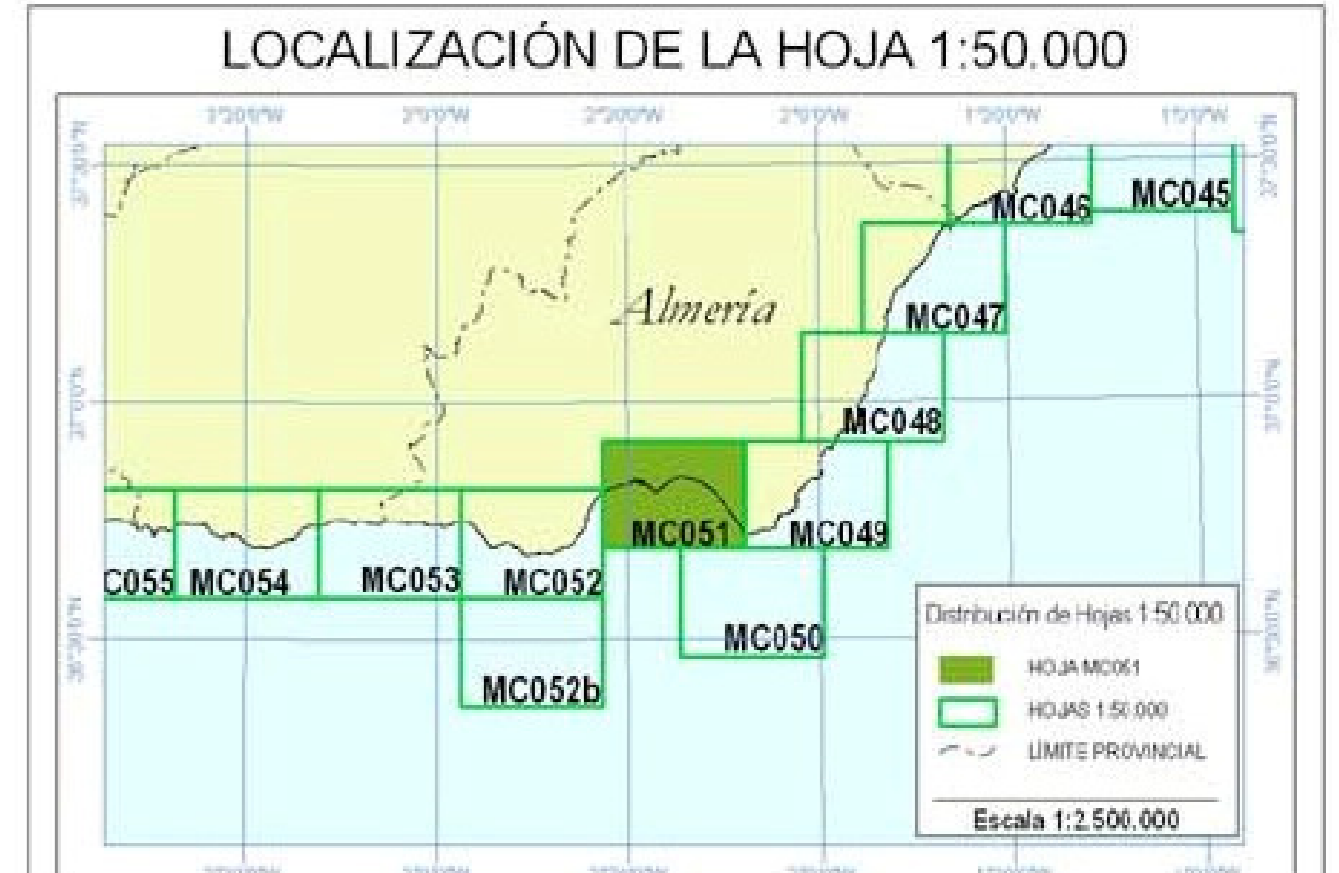 LOCALIZACIÓN DE LA HOJA 1:50.000
MC046
MC045
Almería
MC047
MC048
MC051
MC049
C055
MC054
MC053
MC052
MC050
MC052b
Distribución de Hojas 1:50.000
HOJA MC051
HOJAS 1:50.000
LÍMITE PROVINCIAL
Escala 1:2.500.000